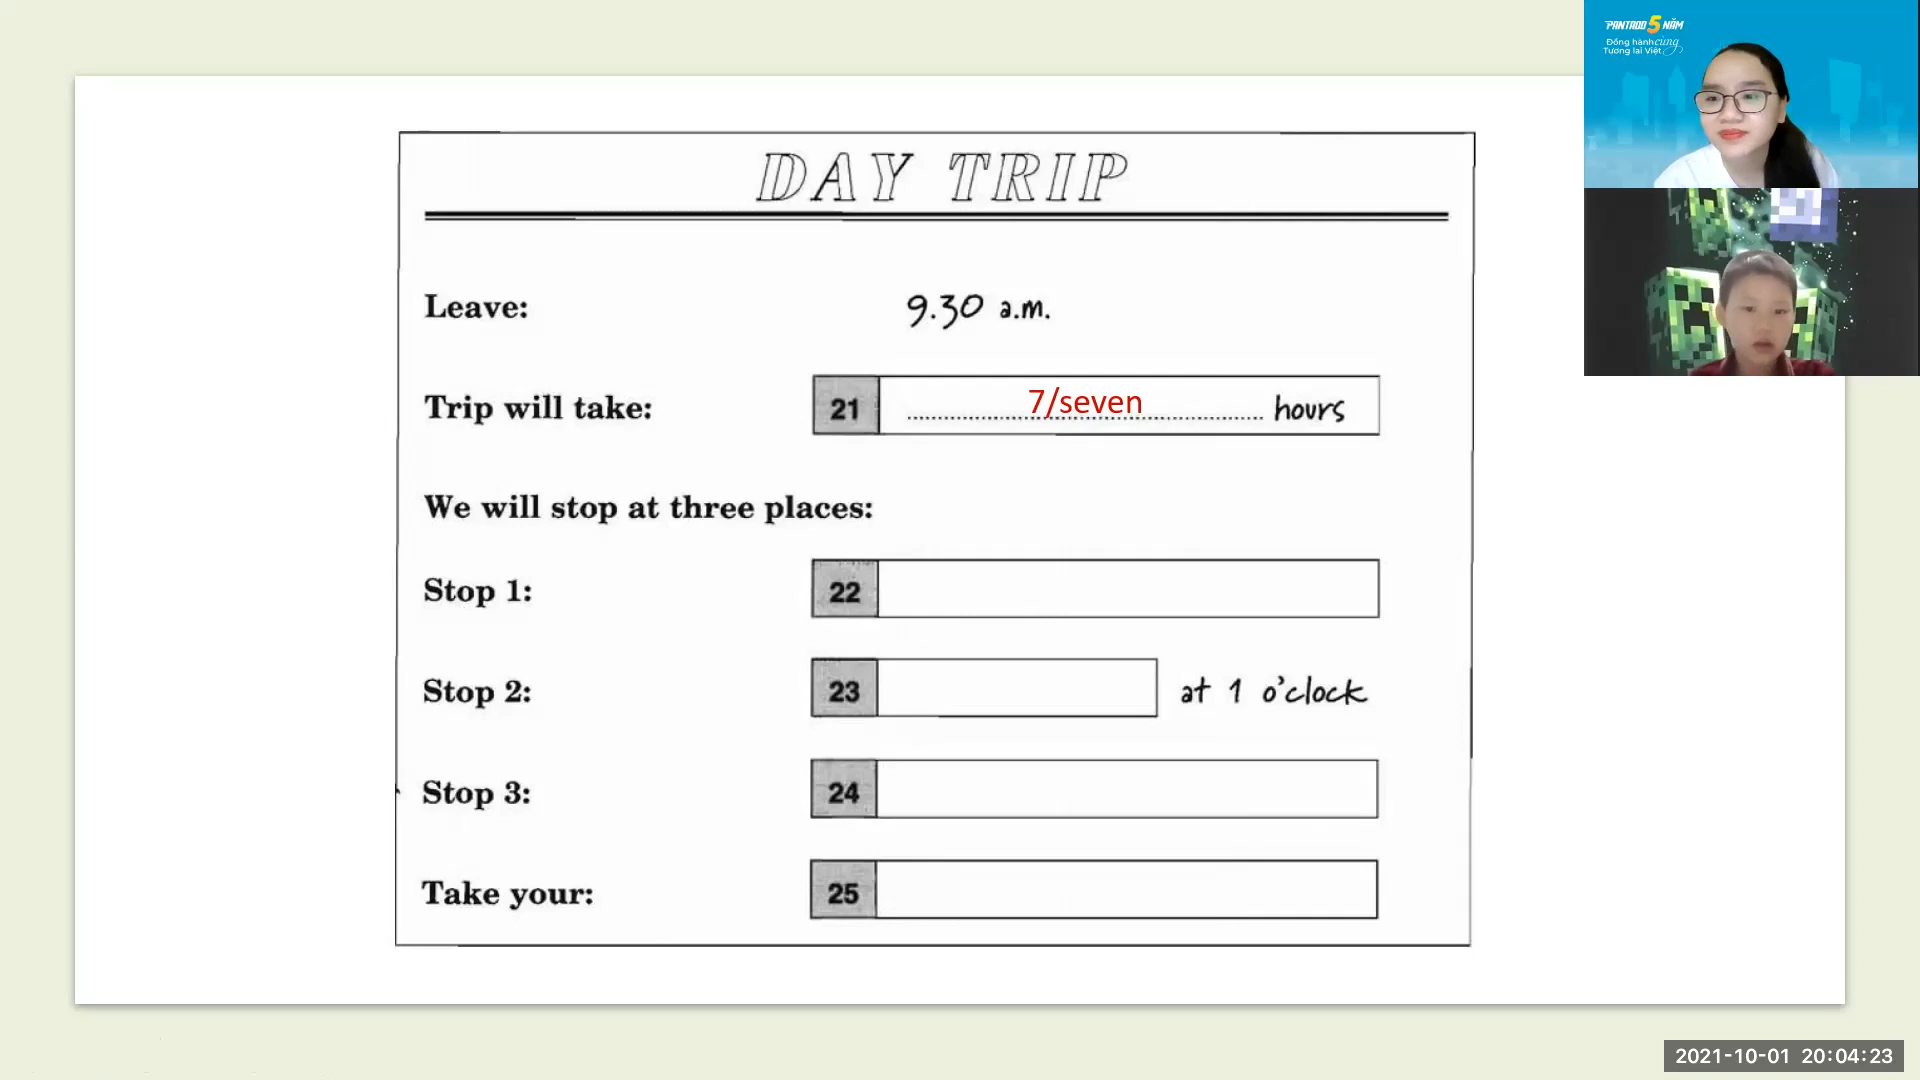 PANTADO 5 NĂM
Đồng hành cùng
Tương lai Việt
DAY TRIP
Leave: 9.30 a.m.
Trip will take: 21 7/seven hours
We will stop at three places:
Stop 1: 22
Stop 2: 23 at 1 o'clock
Stop 3: 24
Take your: 25
2021-10-01 20:04:23